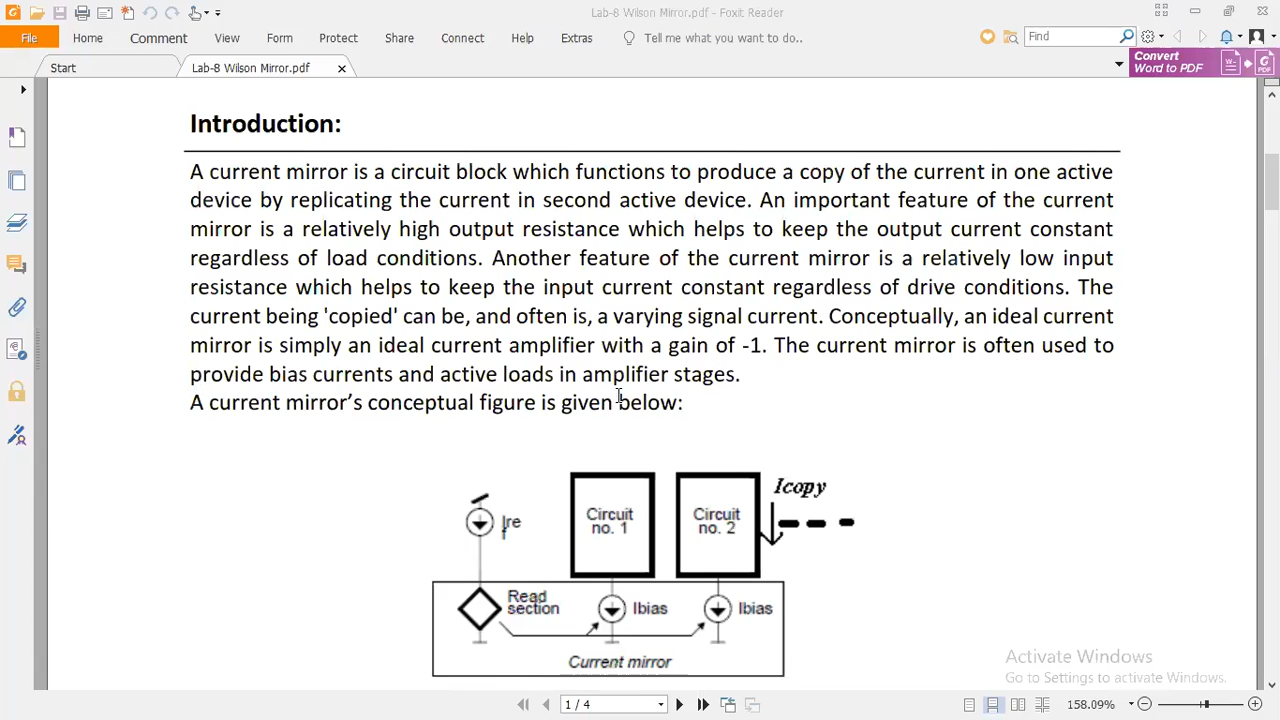 Lab-8 Wilson Mirror.pdf - Foxit Reader
File Home Comment View Form Protect Share Connect Help Extras Tell me what you want to do.. Find
Start Lab-8 Wilson Mirror.pdf
Convert
Word to PDF
Introduction:
A current mirror is a circuit block which functions to produce a copy of the current in one active
device by replicating the current in second active device. An important feature of the current
mirror is a relatively high output resistance which helps to keep the output current constant
regardless of load conditions. Another feature of the current mirror is a relatively low input
resistance which helps to keep the input current constant regardless of drive conditions. The
current being 'copied' can be, and often is, a varying signal current. Conceptually, an ideal current
mirror is simply an ideal current amplifier with a gain of -1. The current mirror is often used to
provide bias currents and active loads in amplifier stages.
A current mirror’s conceptual figure is given below:
Icopy
Ire
f
Circuit
no. 1
Circuit
no. 2
Read
section
Ibias
Ibias
Current mirror
Activate Windows
Go to Settings to activate Windows.
1 / 4
158.09%